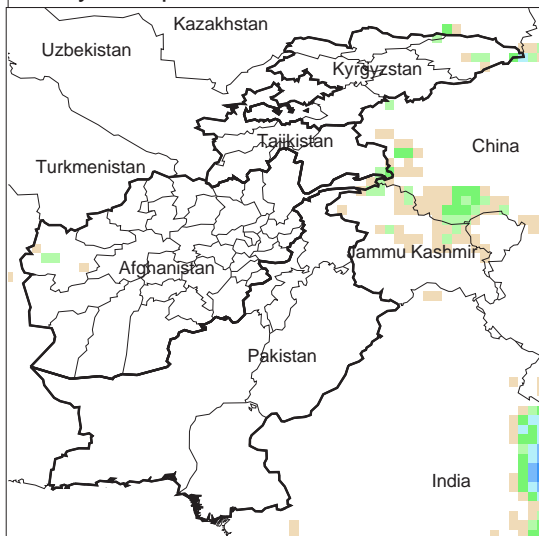 Kazakhstan
Uzbekistan
Kyrgyzstan
Tajikistan
China
Turkmenistan
Jammu Kashmir
Afghanistan
Pakistan
India